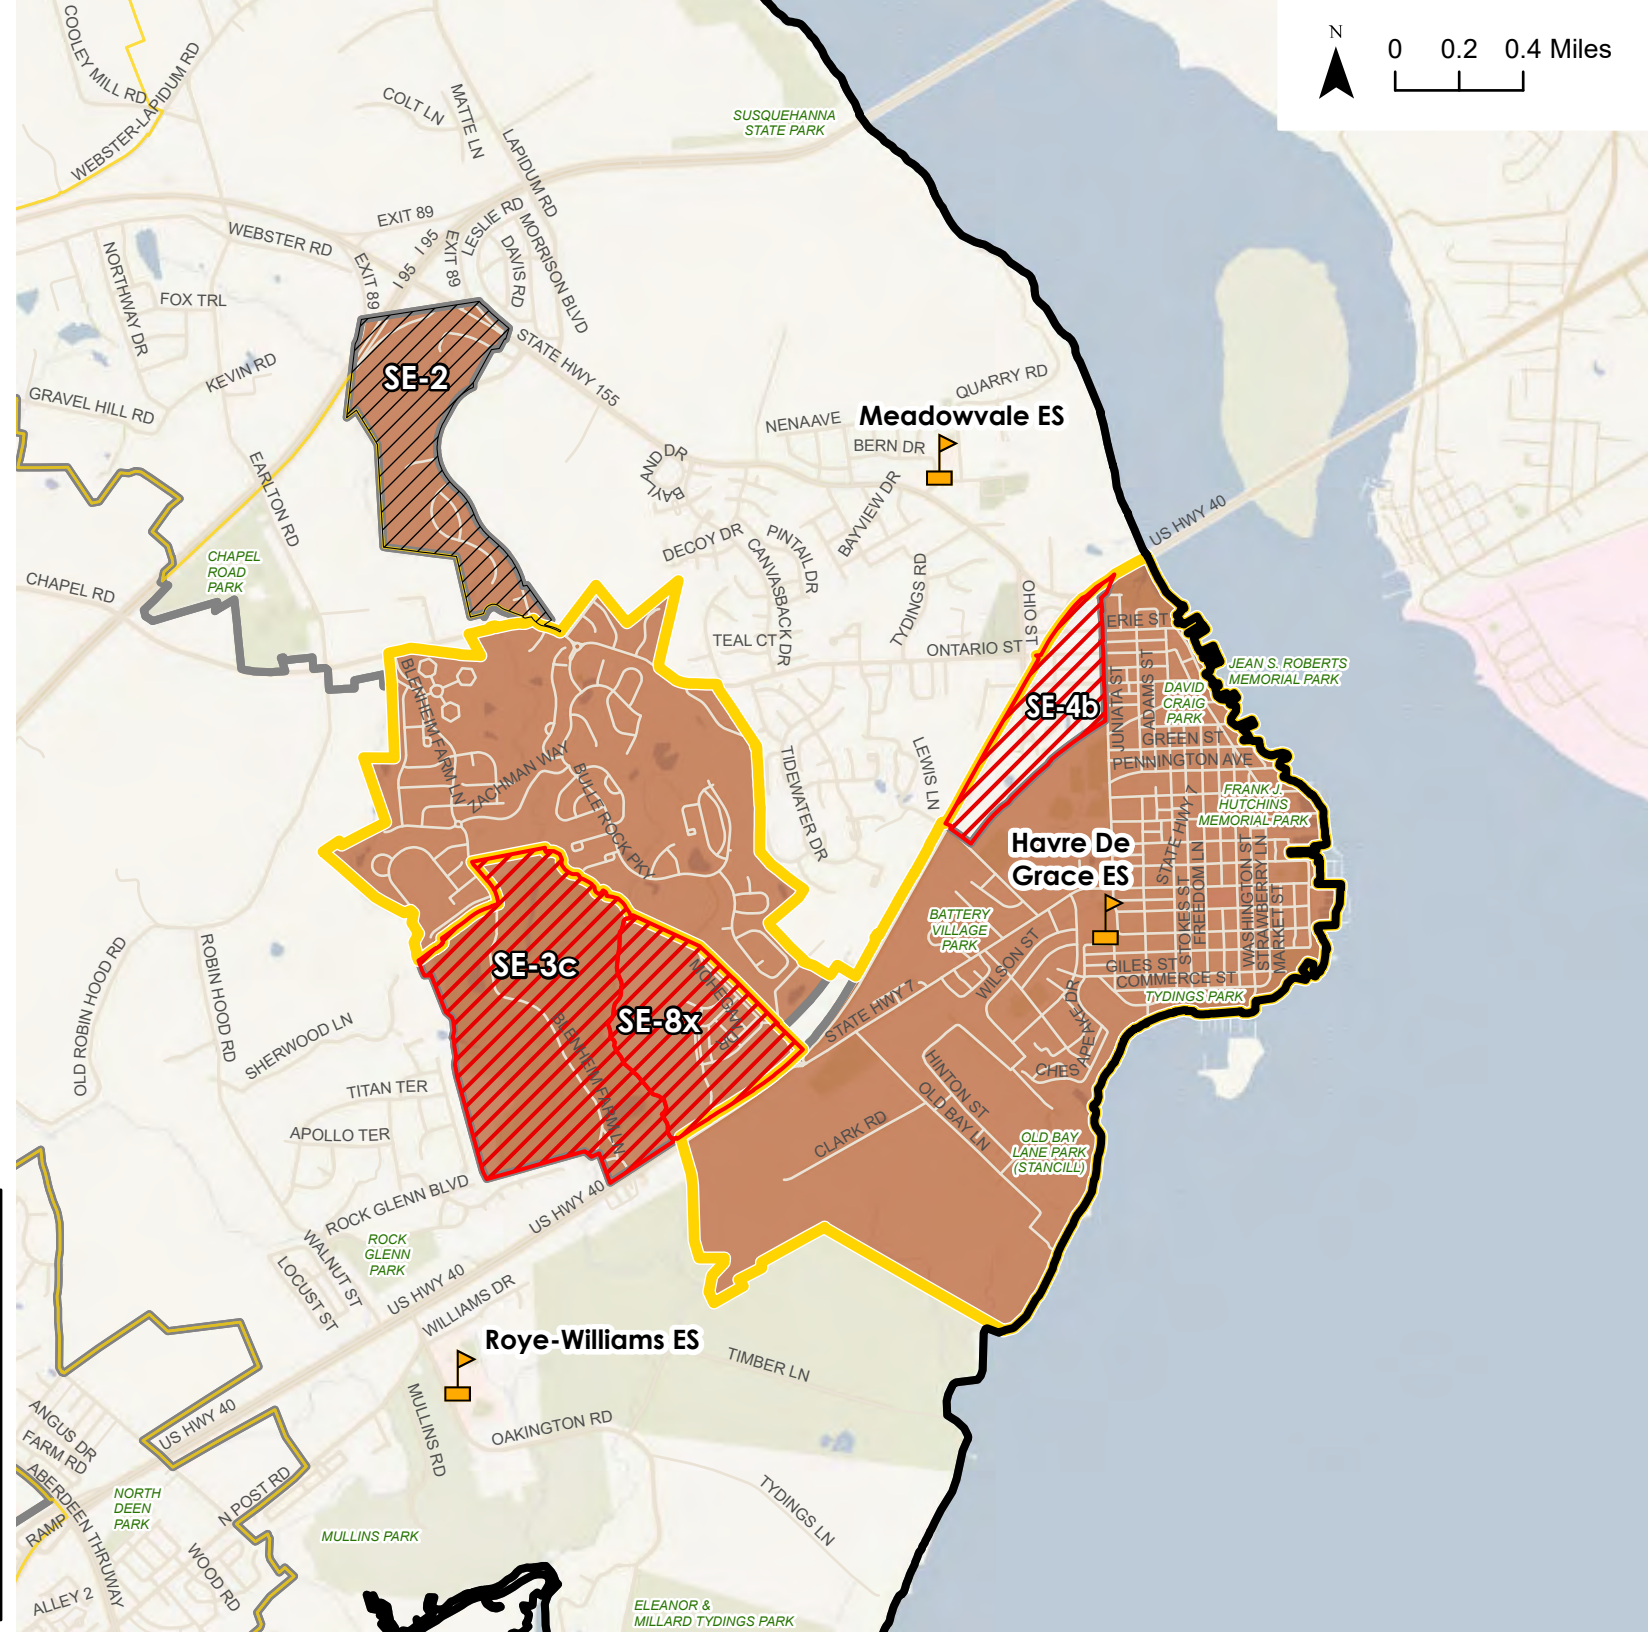 N
0 0.2 0.4 Miles
COOLEY MILL RD
WEBSTER-LAPIDUM RD
COLT LN
MATTE LN
LAPIDUM RD
SUSQUEHANNA
STATE PARK
EXIT 89
WEBSTER RD
I 95
I 95
EXIT 89
EXIT 89
LESLIE RD
DAVIS RD
MORRISON BLVD
NORTHWAY DR
FOX TRL
KEVIN RD
GRAVEL HILL RD
SE-2
STATE HWY 155
QUARRY RD
NENAAVE
Meadowvale ES
BERN DR
BAYLAND DR
BAYVIEW DR
EARLTON RD
DECOY DR
PINTAIL DR
CANVASBACK DR
TYDINGS RD
US HWY 40
CHAPEL
ROAD
PARK
CHAPEL RD
OHIO ST
ERIE ST
TEAL CT
ONTARIO ST
JEAN S. ROBERTS
MEMORIAL PARK
BLENHEIM FARM LN
SE-4b
JUNIATA ST
ADAMS ST
DAVID
CRAIG
PARK
GREEN ST
PENNINGTON AVE
ZACHMAN WAY
BULLE ROCK PKY
TIDEWATER DR
LEWIS LN
FRANK J.
HUTCHINS
MEMORIAL PARK
STATE HWY 7
Havre De
Grace ES
STOKES ST
FREEDOM LN
WASHINGTON ST
STRAWBERRY LN
MARKET ST
BATTERY
VILLAGE
PARK
WILSON ST
GILES ST
COMMERCE ST
TYDINGS PARK
OLD ROBIN HOOD RD
ROBIN HOOD RD
SE-3c
SE-8x
MOHEGAN DR
STATE HWY 7
CHESAPEAKE DR
SHERWOOD LN
BLENHEIM FARM LN
HINTON ST
OLD BAY LN
TITAN TER
APOLLO TER
CLARK RD
OLD BAY
LANE PARK
(STANCILL)
ROCK GLENN BLVD
US HWY 40
ROCK
GLENN
PARK
WALNUT ST
LOCUST ST
US HWY 40
WILLIAMS DR
Roye-Williams ES
TIMBER LN
MULLINS RD
OAKINGTON RD
ANGUS DR
FARM RD
US HWY 40
ABERDEEN THRUWAY
NORTH
DEEN
PARK
N POST RD
RAMP
MULLINS PARK
TYDINGS LN
WOOD RD
ALLEY 2
ELEANOR &
MILLARD TYDINGS PARK